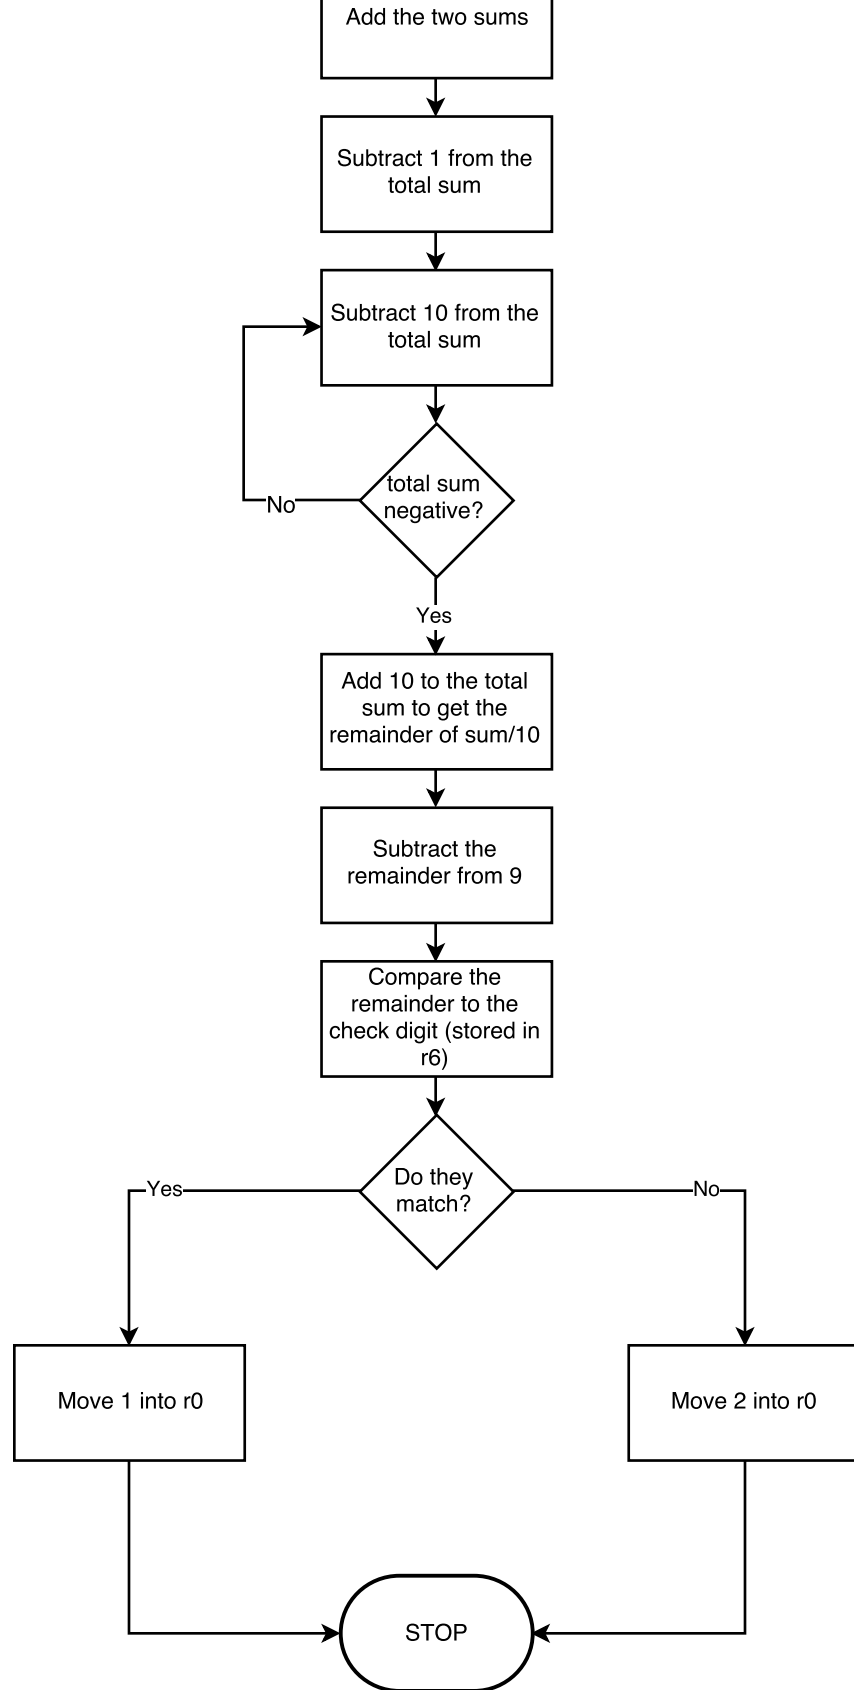 Add the two sums
Subtract 1 from the
total sum
Subtract 10 from the
total sum
total sum
negative?
No
Yes
Add 10 to the total
sum to get the
remainder of sum/10
Subtract the
remainder from 9
Compare the
remainder to the
check digit (stored in
r6)
Do they
match?
Yes
No
Move 1 into r0
Move 2 into r0
STOP